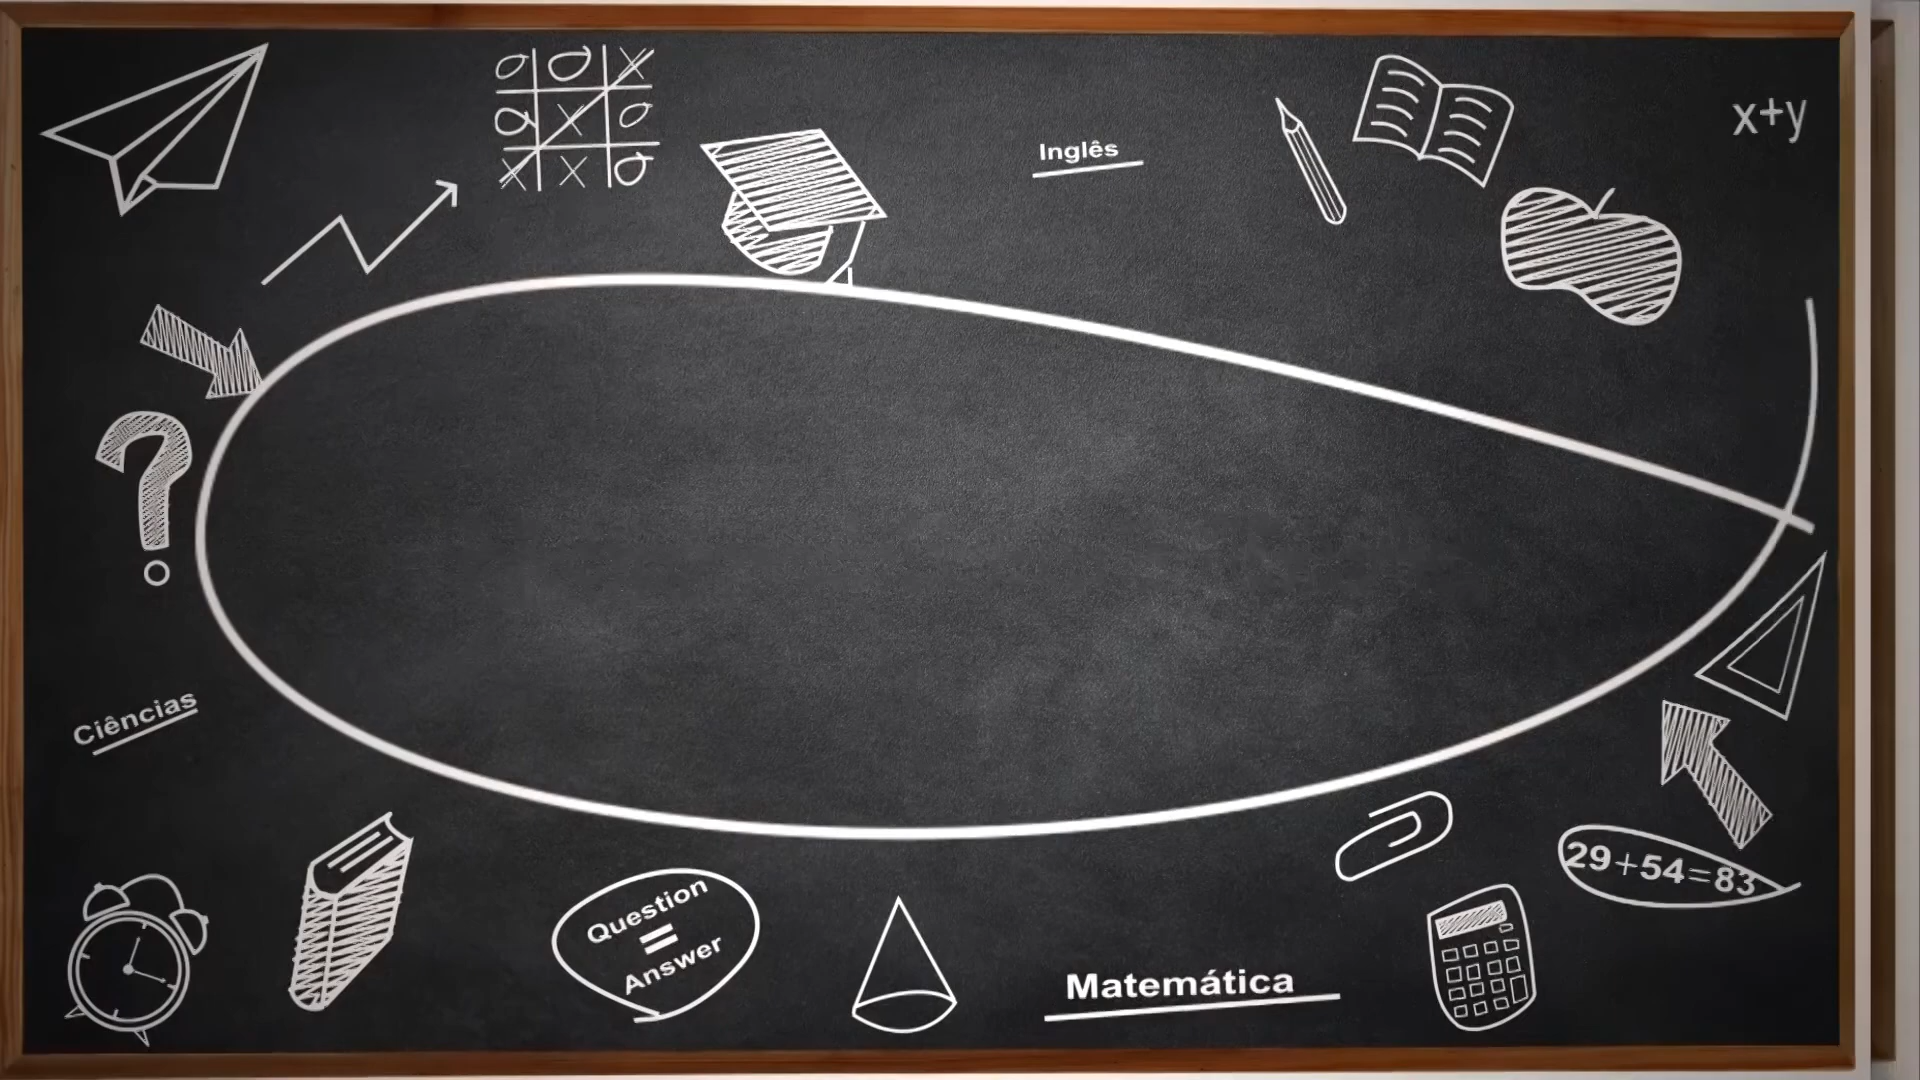 O O X
O X O
X X O
Inglês
x+y
Ciências
Question
=
Answer
Matemática
29+54=83